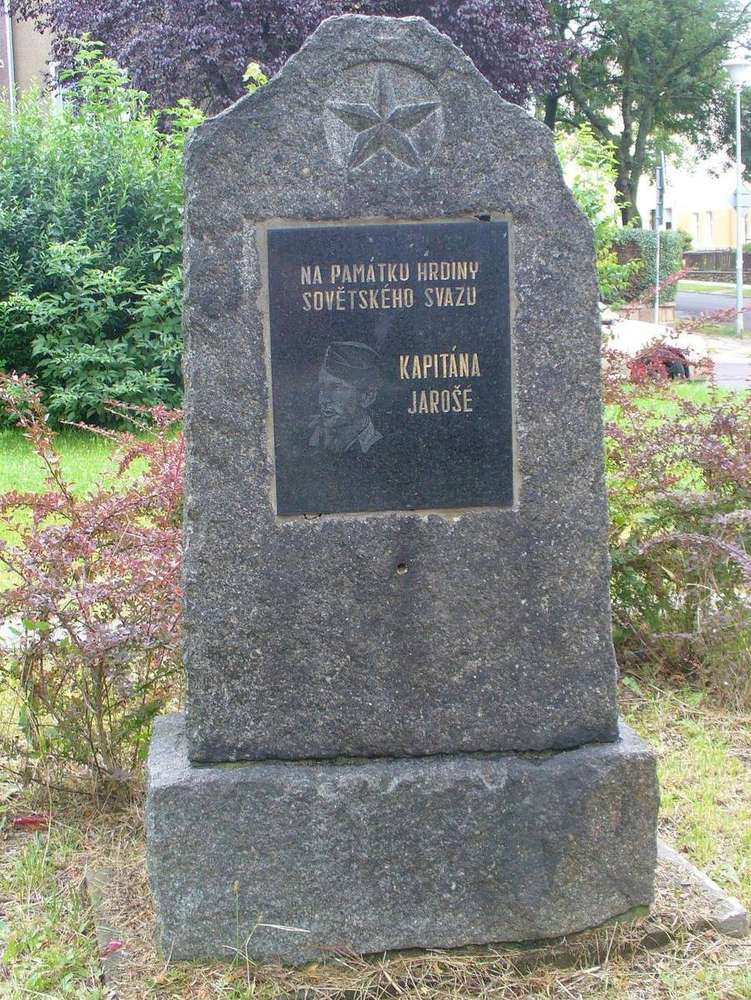 NA PAMÁTKU HRDINY
SOVĚTSKÉHO SVAZU
KAPITÁNA
JAROŠE